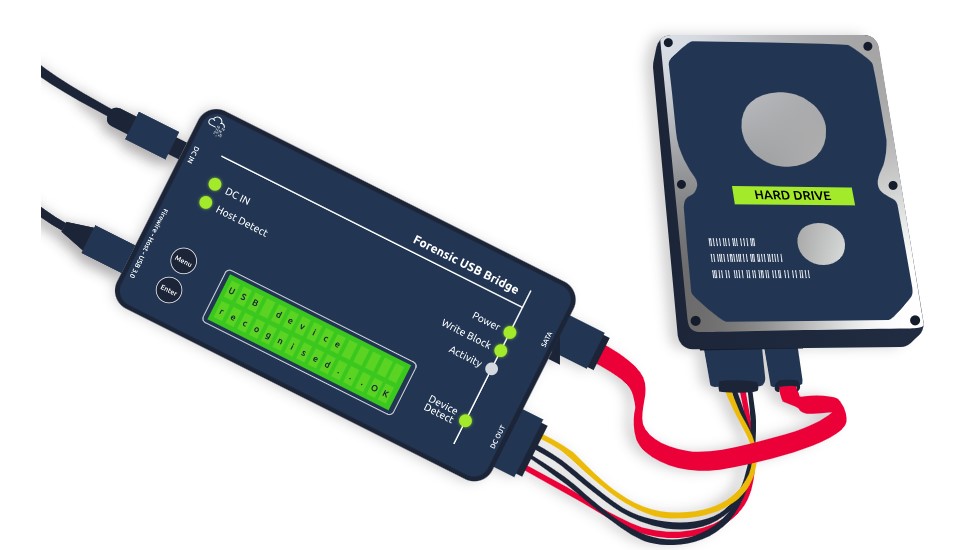 DC IN
DC IN
Host Detect
Firewire - Host - USB 3.0
Menu
Enter
Forensic USB Bridge
USB device
recognised...OK
Power
Write Block
Activity
Device
Detect
SATA
DC OUT
HARD DRIVE